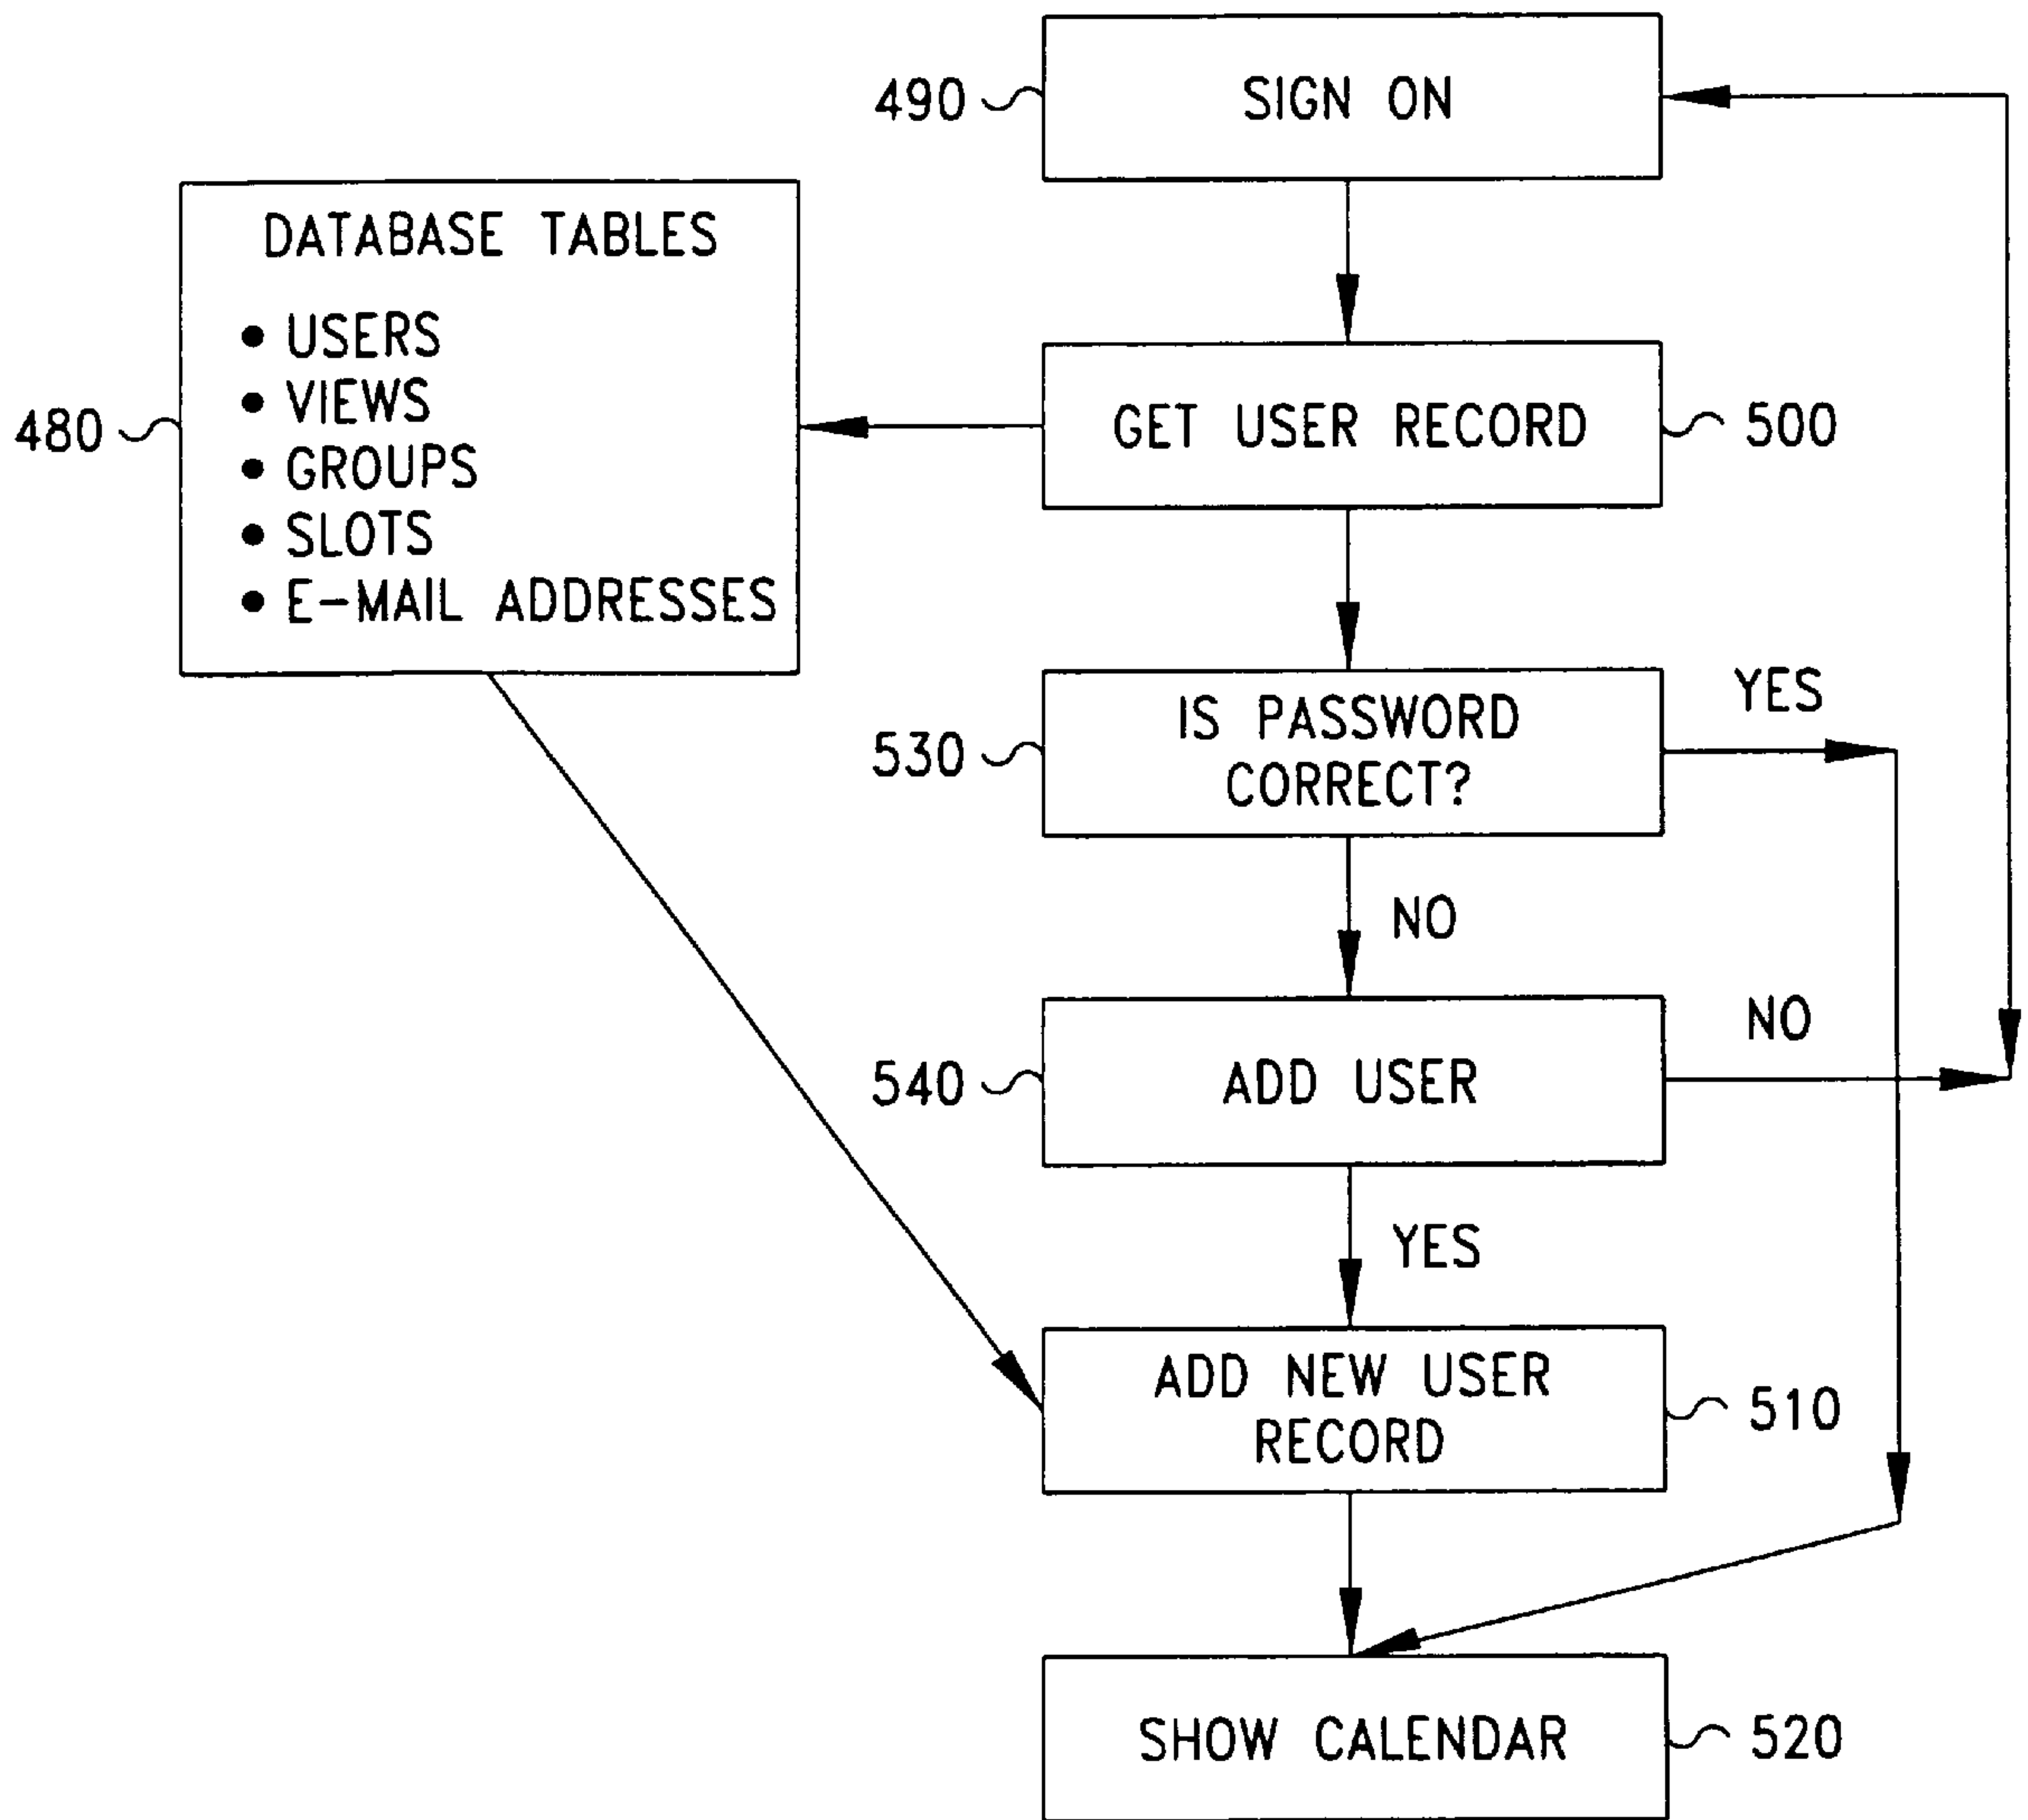 490
SIGN ON
DATABASE TABLES
• USERS
• VIEWS
• GROUPS
• SLOTS
• E-MAIL ADDRESSES
480
GET USER RECORD
500
530
IS PASSWORD
CORRECT?
YES
NO
540
ADD USER
NO
YES
ADD NEW USER
RECORD
510
SHOW CALENDAR
520